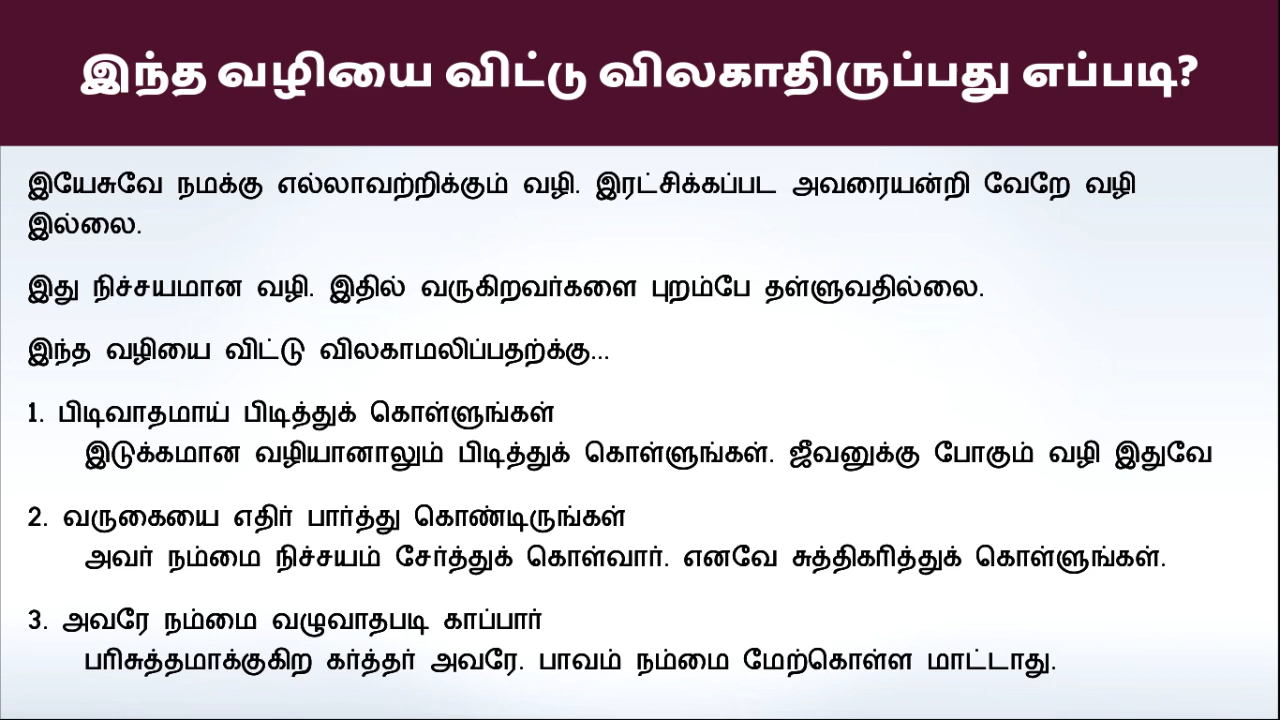 இந்த வழியை விட்டு விலகாதிருப்பது எப்படி?
இயேசுவே நமக்கு எல்லாவற்றிக்கும் வழி. இரட்சிக்கப்பட அவரையன்றி வேறே வழி
இல்லை.
இது நிச்சயமான வழி. இதில் வருகிறவர்களை புறம்பே தள்ளுவதில்லை.
இந்த வழியை விட்டு விலகாமலிப்பதற்க்கு...
1. பிடிவாதமாய் பிடித்துக் கொள்ளுங்கள்
இடுக்கமான வழியானாலும் பிடித்துக் கொள்ளுங்கள். ஜீவனுக்கு போகும் வழி இதுவே
2. வருகையை எதிர் பார்த்து கொண்டிருங்கள்
அவர் நம்மை நிச்சயம் சேர்த்துக் கொள்வார். எனவே சுத்திகரித்துக் கொள்ளுங்கள்.
3. அவரே நம்மை வழுவாதபடி காப்பார்
பரிசுத்தமாக்குகிற கர்த்தர் அவரே. பாவம் நம்மை மேற்கொள்ள மாட்டாது.